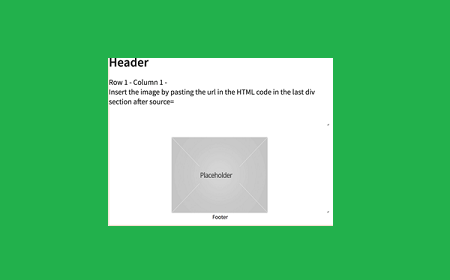 Header
Row 1 - Column 1 -
Insert the image by pasting the url in the HTML code in the last div
section after source=
Placeholder
Footer